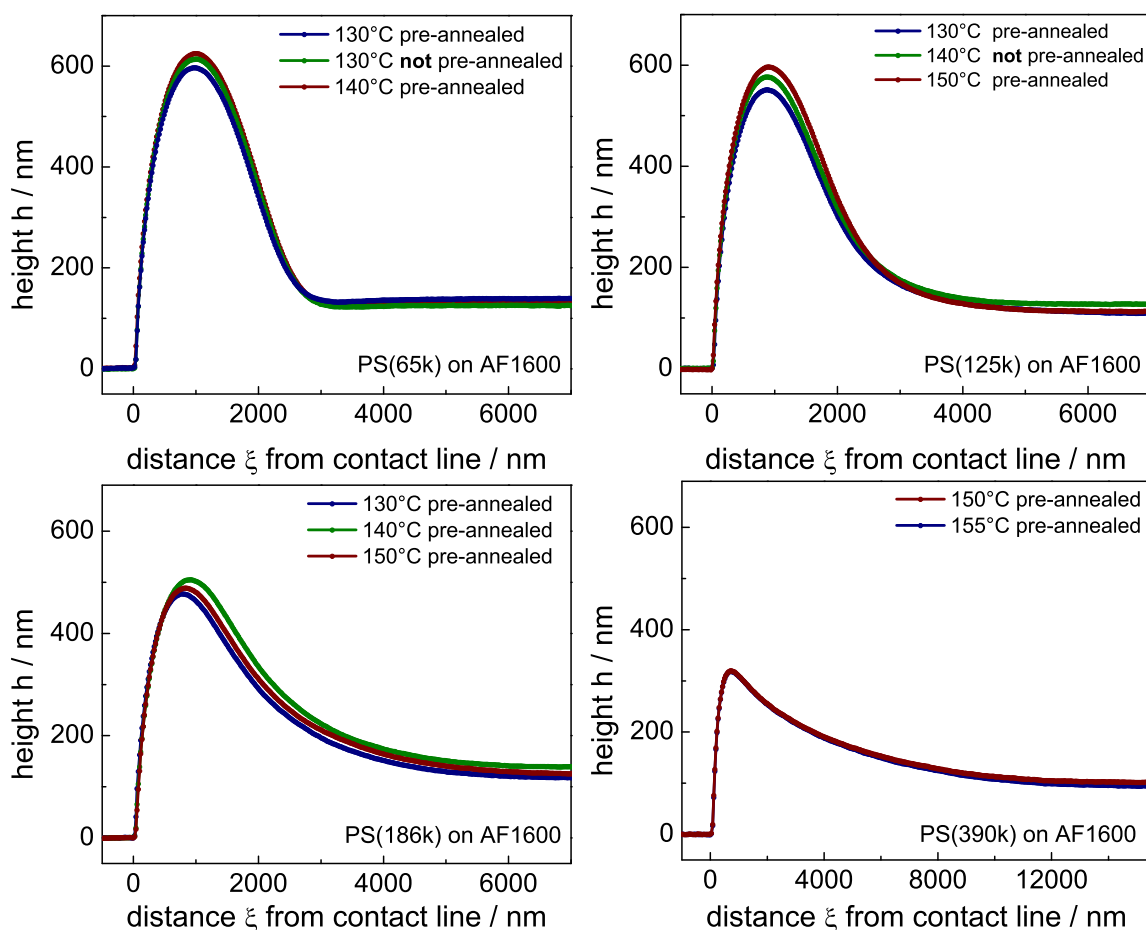 130°C pre-annealed
130°C not pre-annealed
140°C pre-annealed
600
400
200
0
height h / nm
PS(65k) on AF1600
0 2000 4000 6000
distance ξ from contact line / nm
130°C pre-annealed
140°C not pre-annealed
150°C pre-annealed
600
400
200
0
height h / nm
PS(125k) on AF1600
0 2000 4000 6000
distance ξ from contact line / nm
130°C pre-annealed
140°C pre-annealed
150°C pre-annealed
600
400
200
0
height h / nm
PS(186k) on AF1600
0 2000 4000 6000
distance ξ from contact line / nm
150°C pre-annealed
155°C pre-annealed
600
400
200
0
height h / nm
PS(390k) on AF1600
0 4000 8000 12000
distance ξ from contact line / nm